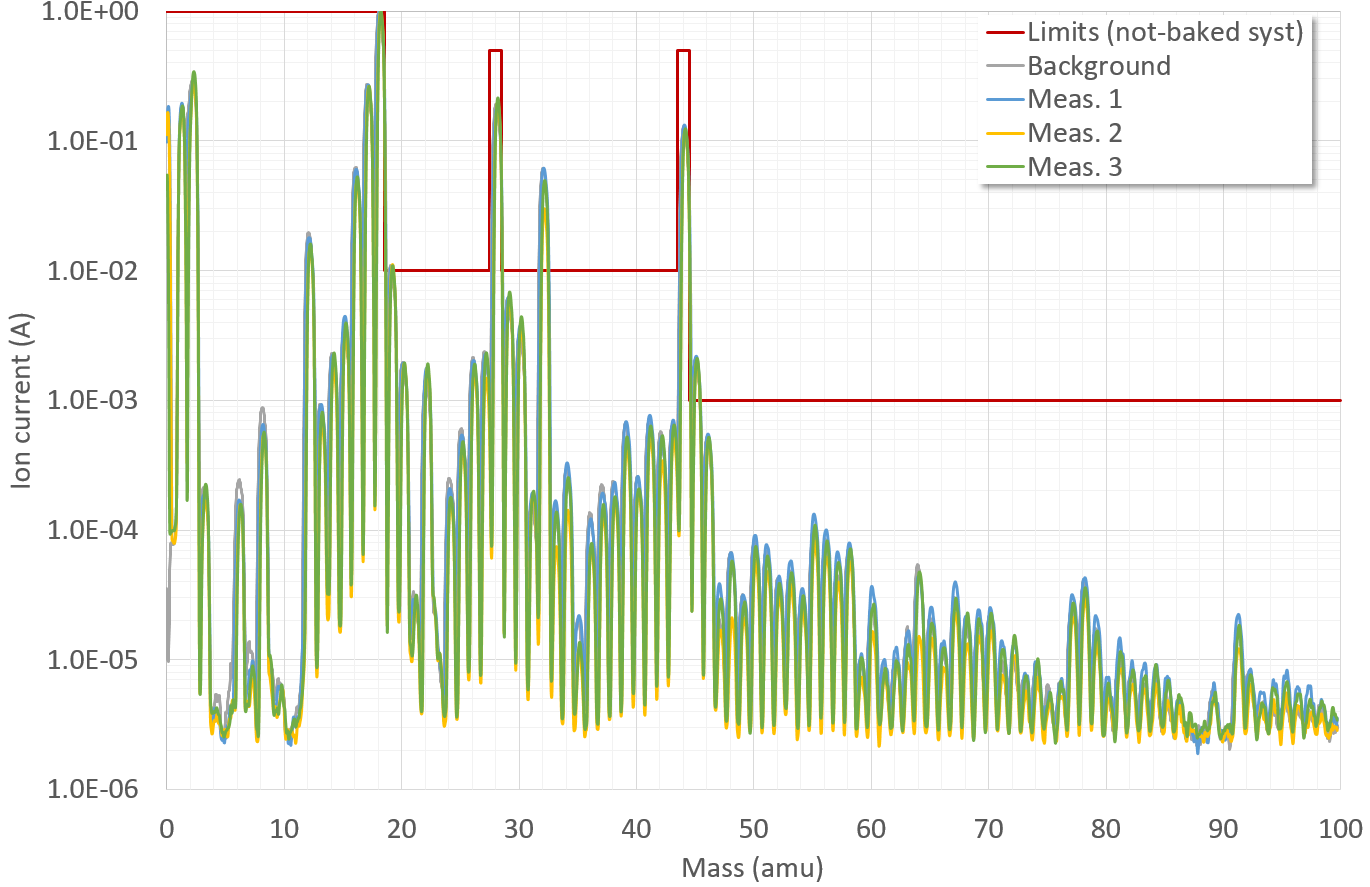 1.0E+00
1.0E-01
1.0E-02
1.0E-03
1.0E-04
1.0E-05
1.0E-06
Ion current (A)
0 10 20 30 40 50 60 70 80 90 100
Mass (amu)
Limits (not-baked syst)
Background
Meas. 1
Meas. 2
Meas. 3